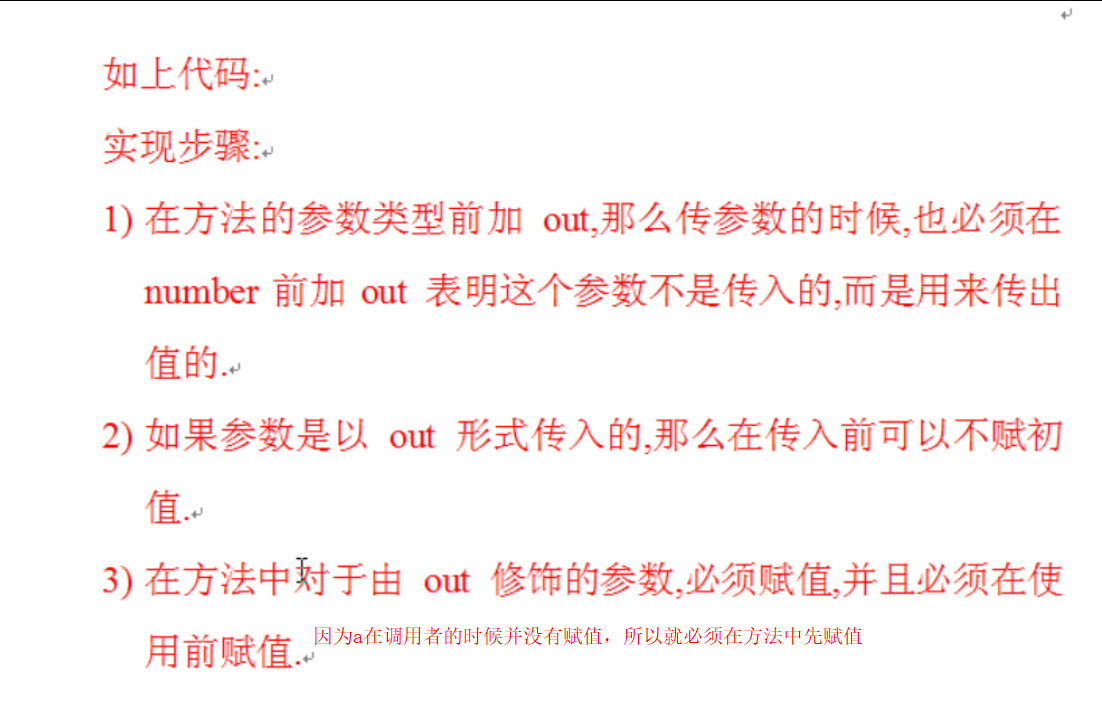 如上代码:
实现步骤:
1) 在方法的参数类型前加 out,那么传参数的时候,也必须在
number 前加 out 表明这个参数不是传入的,而是用来传出
值的.
2) 如果参数是以 out 形式传入的,那么在传入前可以不赋初
值.
3) 在方法中对于由 out 修饰的参数,必须赋值,并且必须在使
用前赋值.
因为a在调用者的时候并没有赋值，所以就必须在方法中先赋值